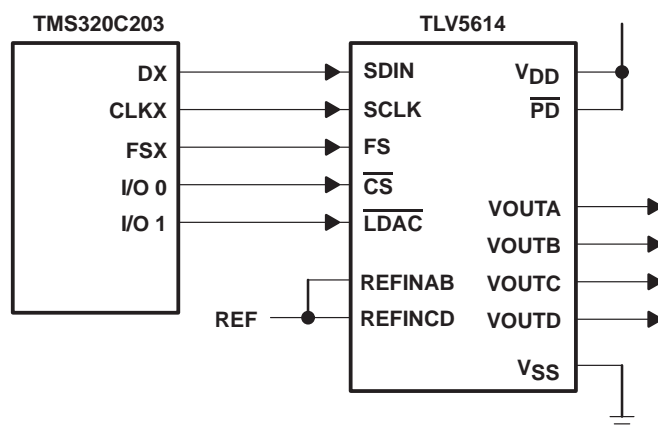 TMS320C203
DX
CLKX
FSX
I/O 0
I/O 1
REF
TLV5614
SDIN
SCLK
FS
CS
LDAC
REFINAB
REFINCD
VDD
PD
VOUTA
VOUTB
VOUTC
VOUTD
VSS